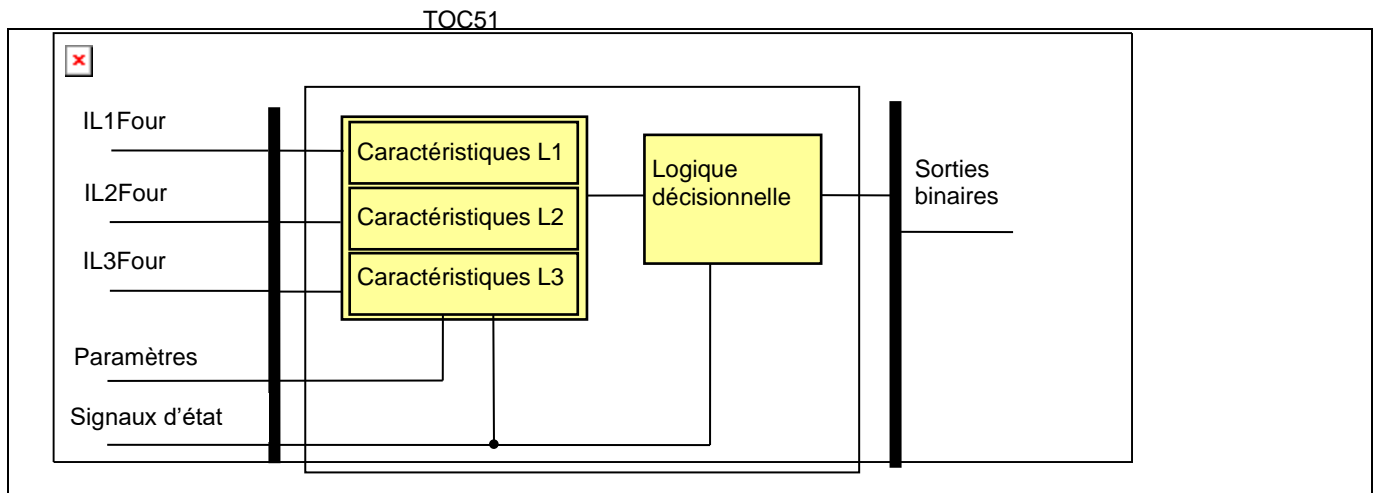 TOC51
IL1Four
Caractéristiques L1
Logique
décisionnelle
Sorties
binaires
IL2Four
Caractéristiques L2
IL3Four
Caractéristiques L3
Paramètres
Signaux d’état